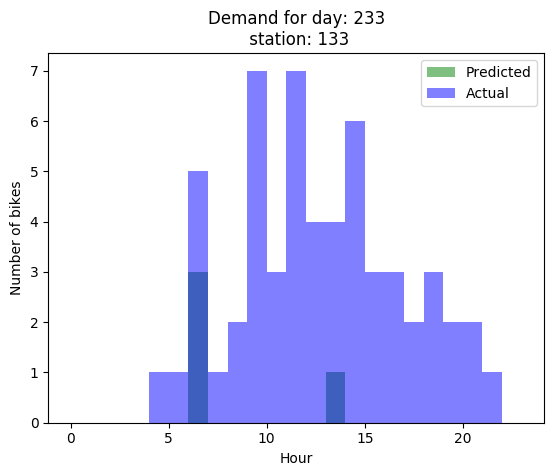 Demand for day: 233
station: 133
Predicted
Actual
Number of bikes
7
6
5
4
3
2
1
0
0 5 10 15 20
Hour